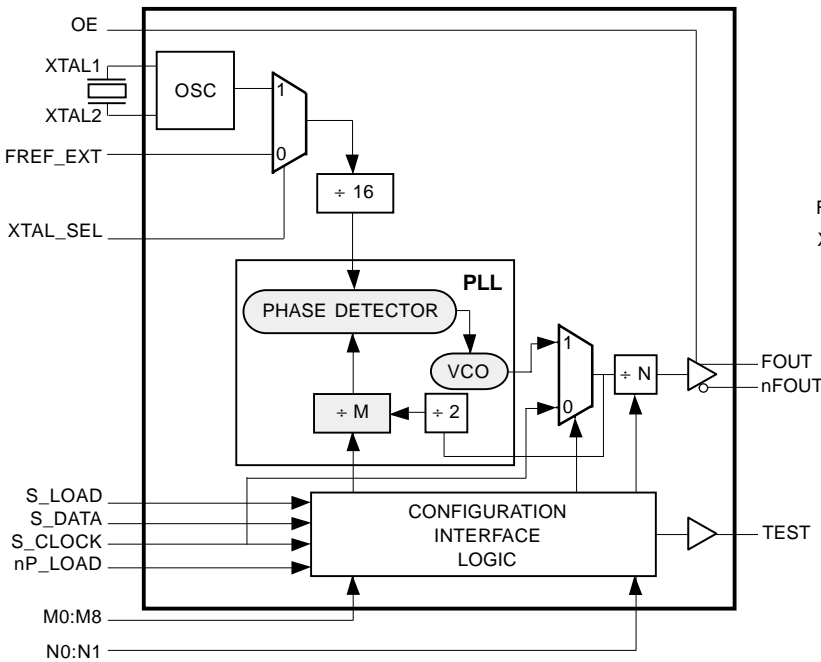 OE
XTAL1
OSC
1
XTAL2
FREF_EXT
0
÷ 16
XTAL_SEL
PLL
PHASE DETECTOR
1
VCO
FOUT
÷ N
nFOUT
÷ M
÷ 2
0
S_LOAD
S_DATA
S_CLOCK
nP_LOAD
CONFIGURATION
INTERFACE
LOGIC
TEST
M0:M8
N0:N1